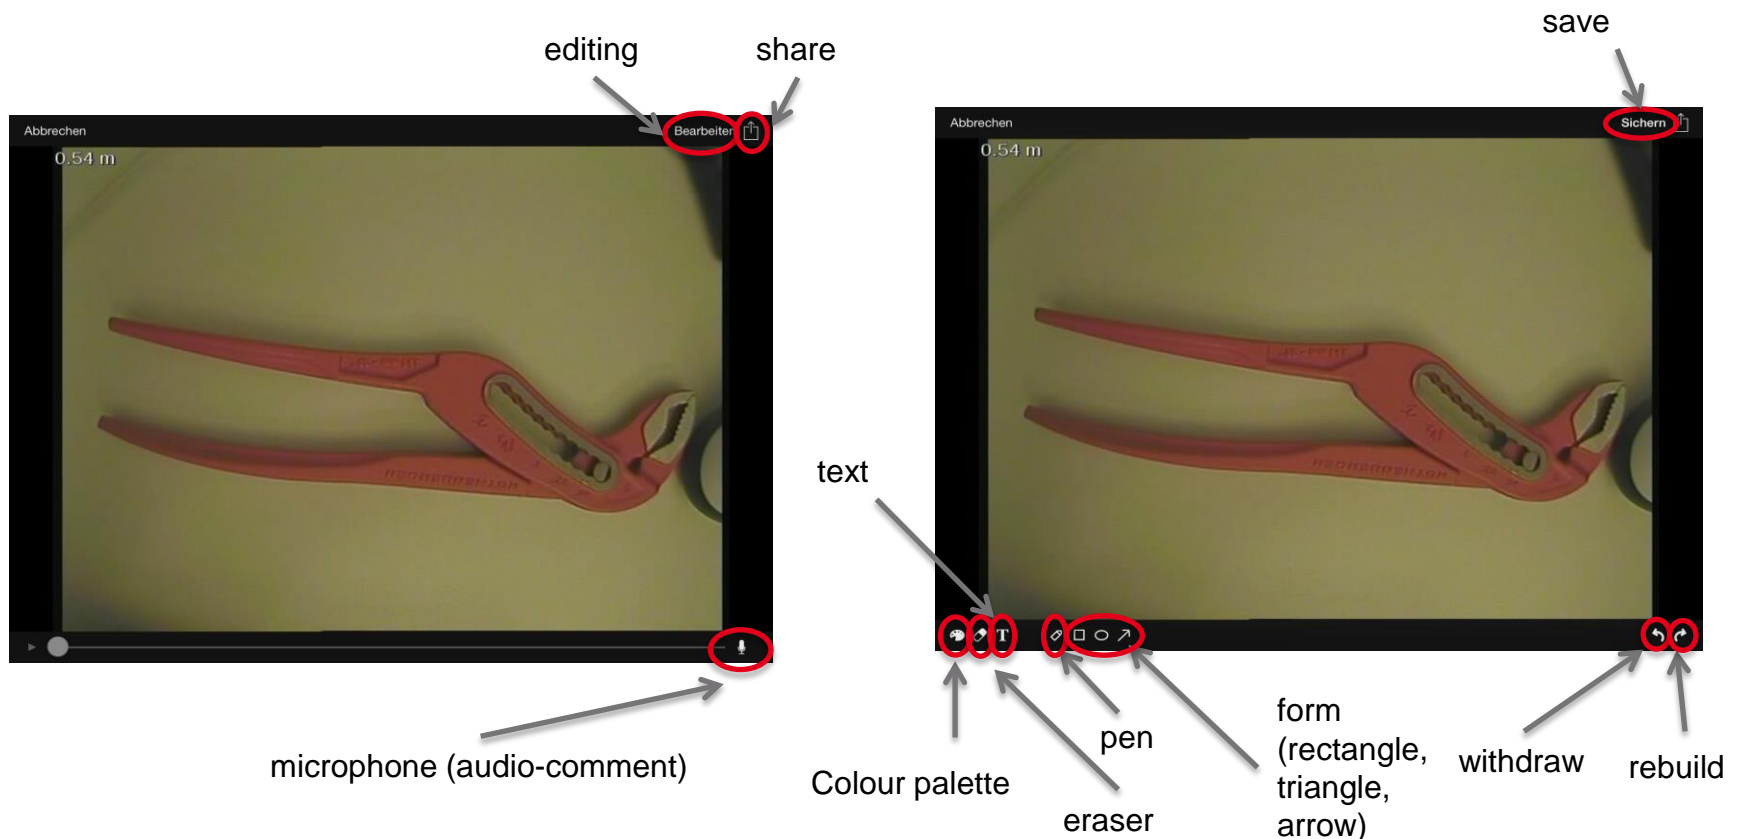 editing
share
save
Abbrechen
Bearbeiten
0.54 m
Abbrechen
Sichern
0.54 m
text
T
microphone (audio-comment)
Colour palette
eraser
pen
form
(rectangle,
triangle,
arrow)
withdraw
rebuild